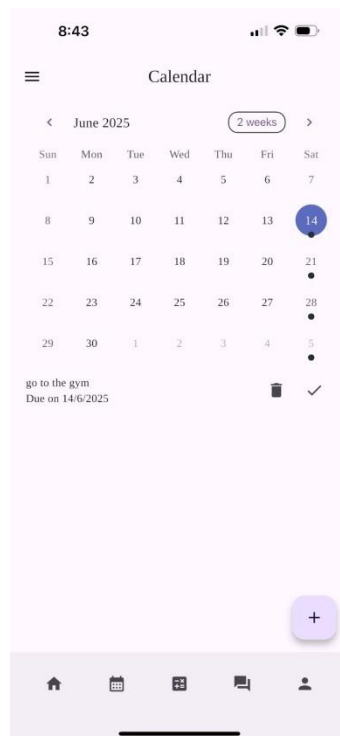 8:43
Calendar
June 2025
2 weeks
Sun Mon Tue Wed Thu Fri Sat
1 2 3 4 5 6 7
8 9 10 11 12 13 14
15 16 17 18 19 20 21
22 23 24 25 26 27 28
29 30 1 2 3 4 5
go to the gym
Due on 14/6/2025
+